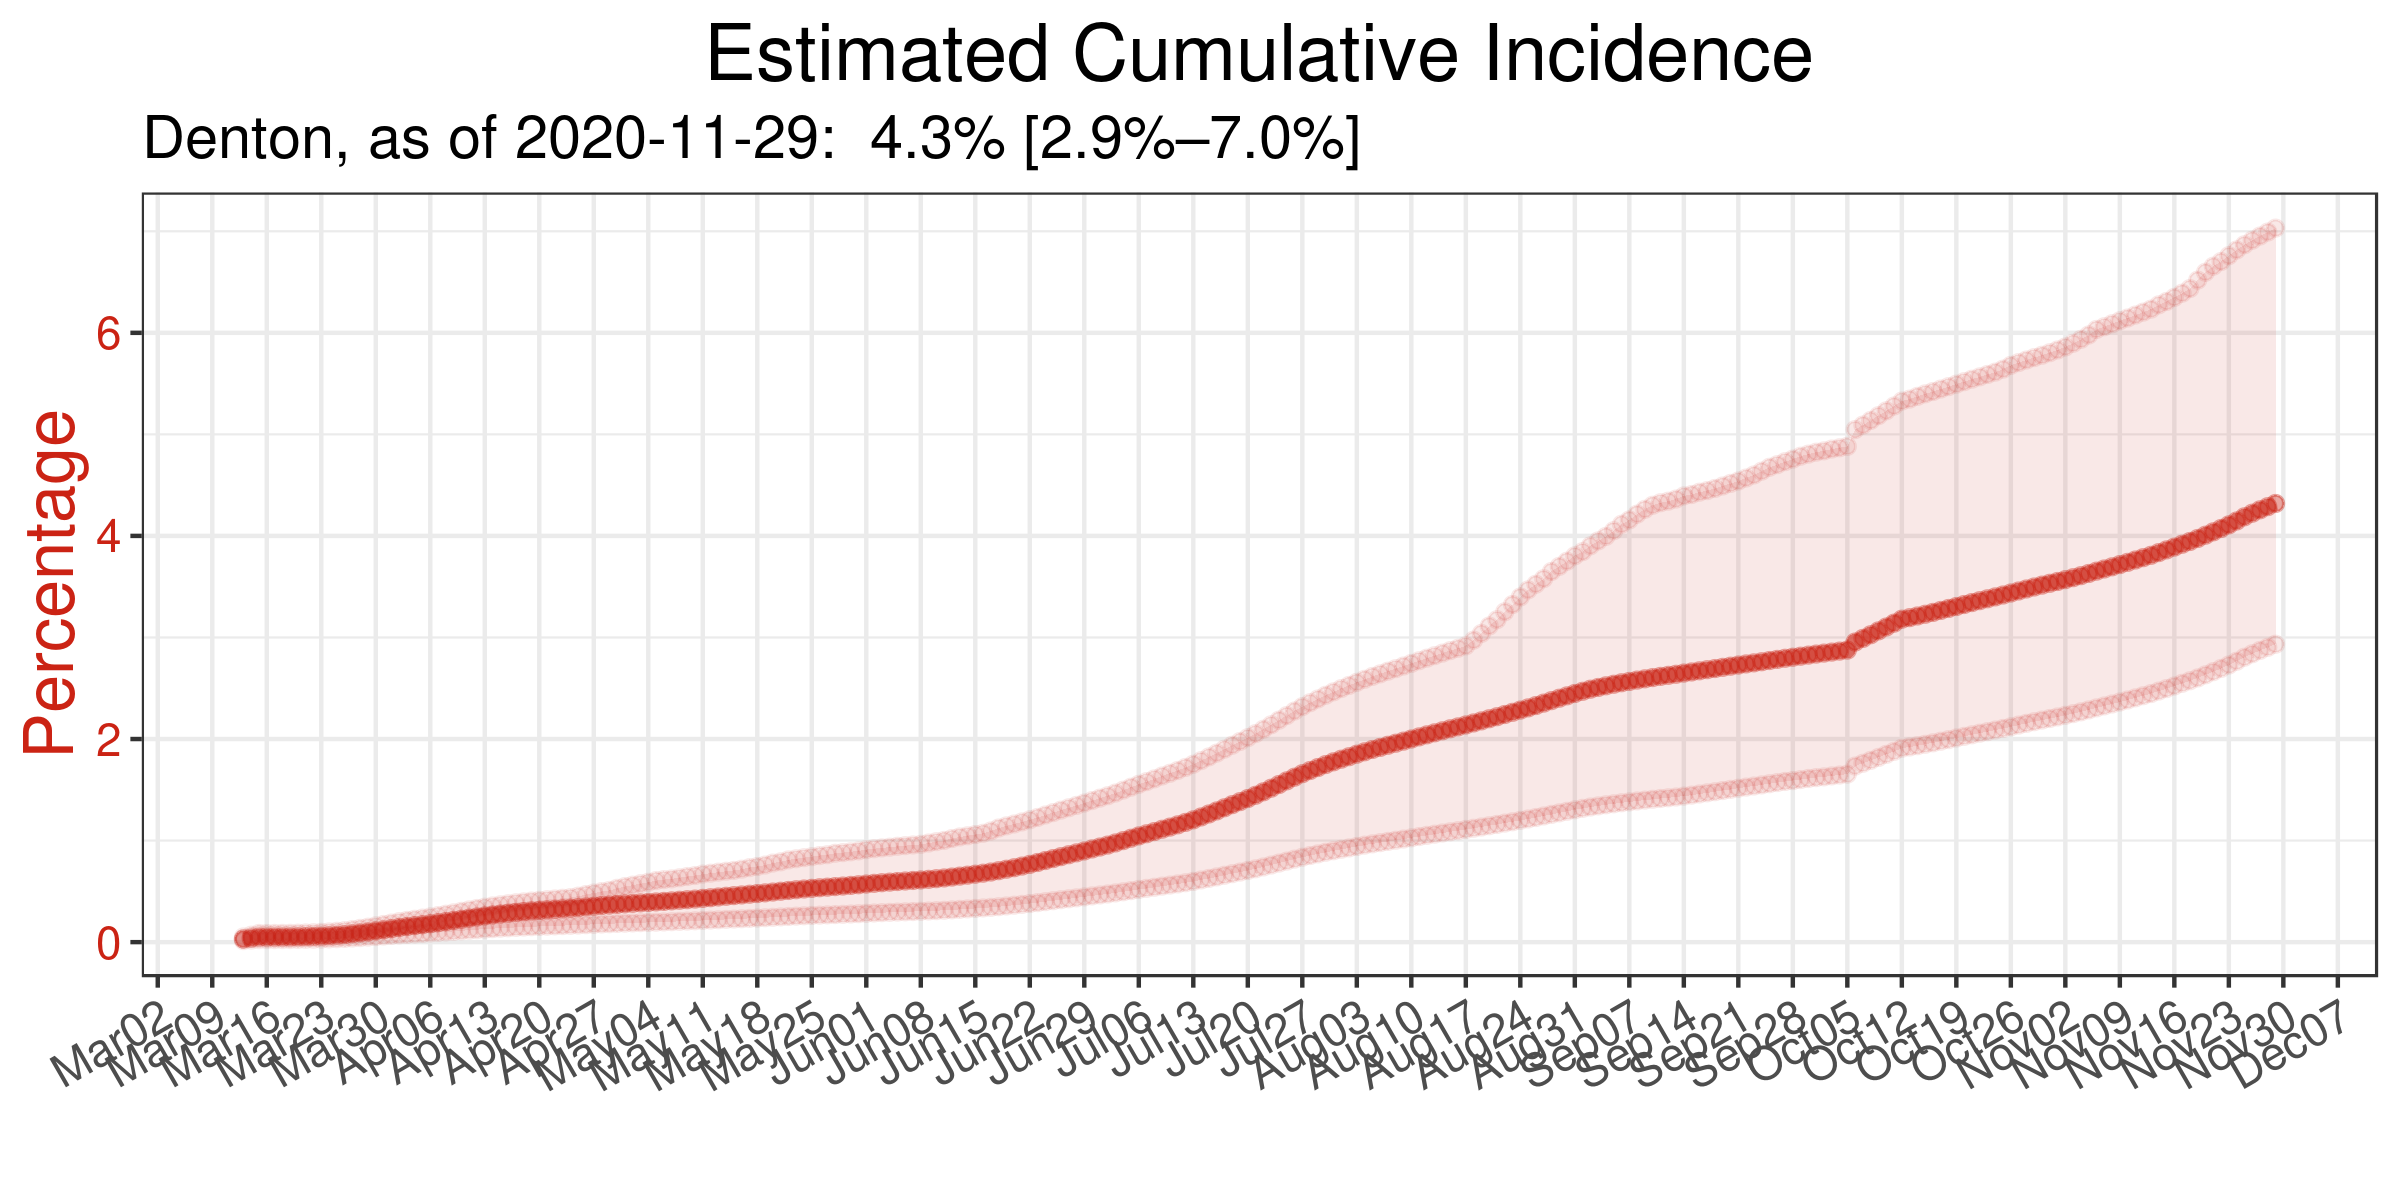 Estimated Cumulative Incidence
Denton, as of 2020-11-29:  4.3% [2.9%–7.0%]
Percentage
6
4
2
0
Mar02
Mar09
Mar16
Mar23
Mar30
Apr06
Apr13
Apr20
Apr27
May04
May11
May18
May25
Jun01
Jun08
Jun15
Jun22
Jun29
Jul06
Jul13
Jul20
Jul27
Aug03
Aug10
Aug17
Aug24
Aug31
Sep07
Sep14
Sep21
Sep28
Oct05
Oct12
Oct19
Oct26
Nov02
Nov09
Nov16
Nov23
Nov30
Dec07